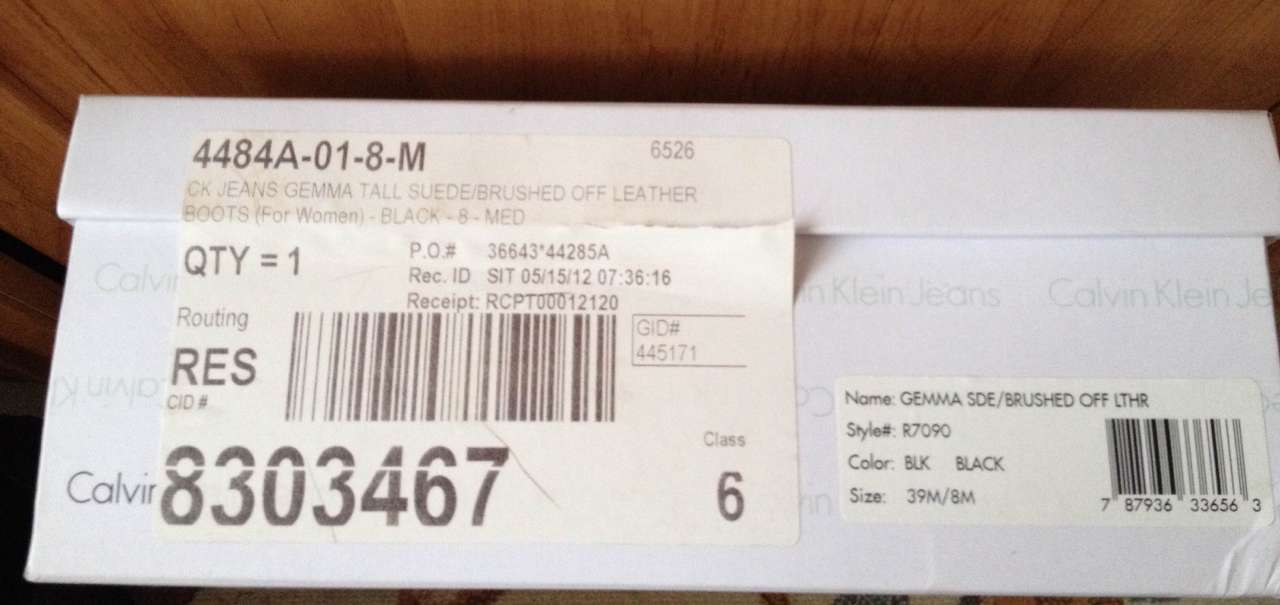 4484A-01-8-M
6526
CK JEANS GEMMA TALL SUEDE/BRUSHED OFF LEATHER
BOOTS (For Women) - BLACK - 8 - MED
QTY = 1
P.O.# 36643*44285A
Rec. ID SIT 05/15/12 07:36:16
Receipt: RCPT00012120
Routing
RES
CID #
GID#
445171
8303467
Class
6
Calvin
Klein Jeans
Calvin Klein Je
Calvin K
Calvin
Name: GEMMA SDE/BRUSHED OFF LTHR
Style#: R7090
Color: BLK BLACK
Size: 39M/8M
7 87936 33656 3